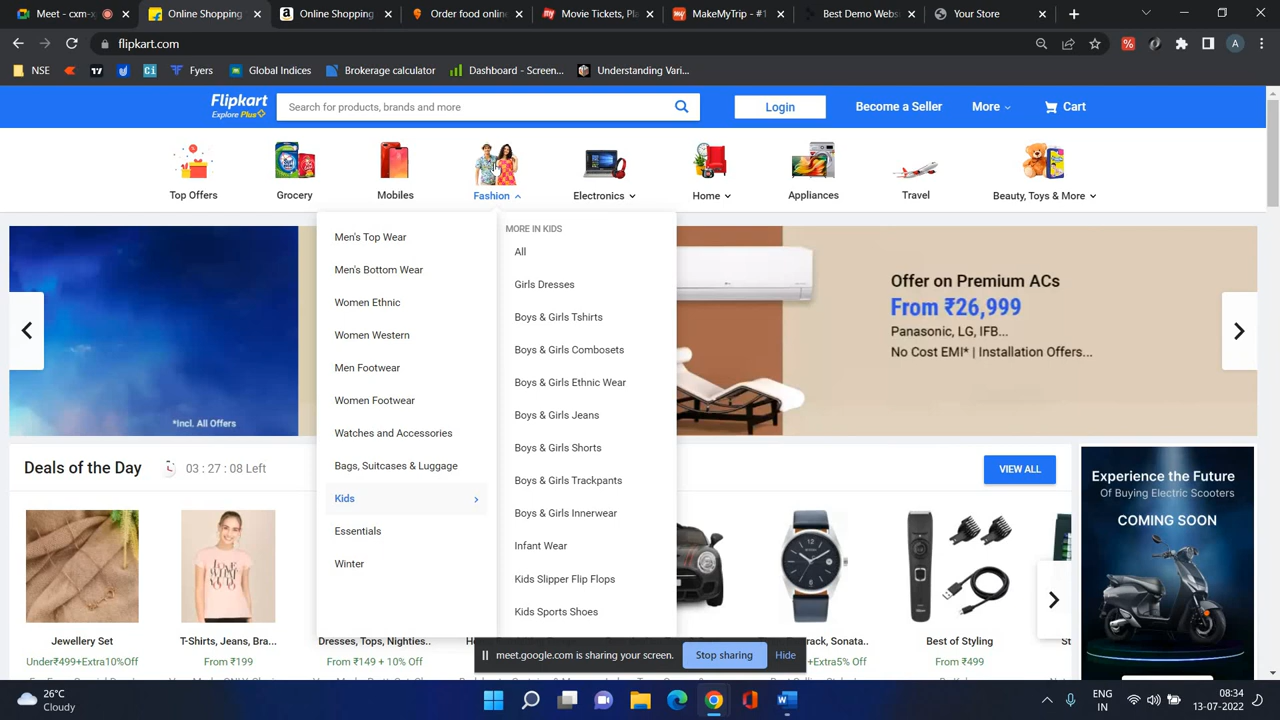 Online Shopping
Online Shopping
Order food onlin
Movie Tickets, Pla
MakeMyTrip - #1
Best Demo Webs
Your Store
flipkart.com
A
NSE
Fyers
Global Indices
Brokerage calculator
Dashboard - Screen...
Understanding Vari...
Flipkart
Explore Plus
Search for products, brands and more
Login
Become a Seller
More
Cart
Top Offers
Grocery
Mobiles
Fashion
Electronics
Home
Appliances
Travel
Beauty, Toys & More
Men's Top Wear
Men's Bottom Wear
Women Ethnic
Women Western
Men Footwear
Women Footwear
Watches and Accessories
Bags, Suitcases & Luggage
Kids
Essentials
Winter
MORE IN KIDS
All
Girls Dresses
Boys & Girls Tshirts
Boys & Girls Combosets
Boys & Girls Ethnic Wear
Boys & Girls Jeans
Boys & Girls Shorts
Boys & Girls Trackpants
Boys & Girls Innerwear
Infant Wear
Kids Slipper Flip Flops
Kids Sports Shoes
*Incl. All Offers
Offer on Premium ACs
From ₹26,999
Panasonic, LG, IFB...
No Cost EMI* | Installation Offers...
Deals of the Day
03 : 27 : 08 Left
VIEW ALL
Jewellery Set
Under₹499+Extra10%Off
T-Shirts, Jeans, Bra...
From ₹199
Dresses, Tops, Nighties..
From ₹149 + 10% Off
rack, Sonata..
+Extra5% Off
Best of Styling
From ₹499
Experience the Future
Of Buying Electric Scooters
COMING SOON
meet.google.com is sharing your screen.
Stop sharing
Hide
26°C
Cloudy
ENG
IN
08:34
13-07-2022